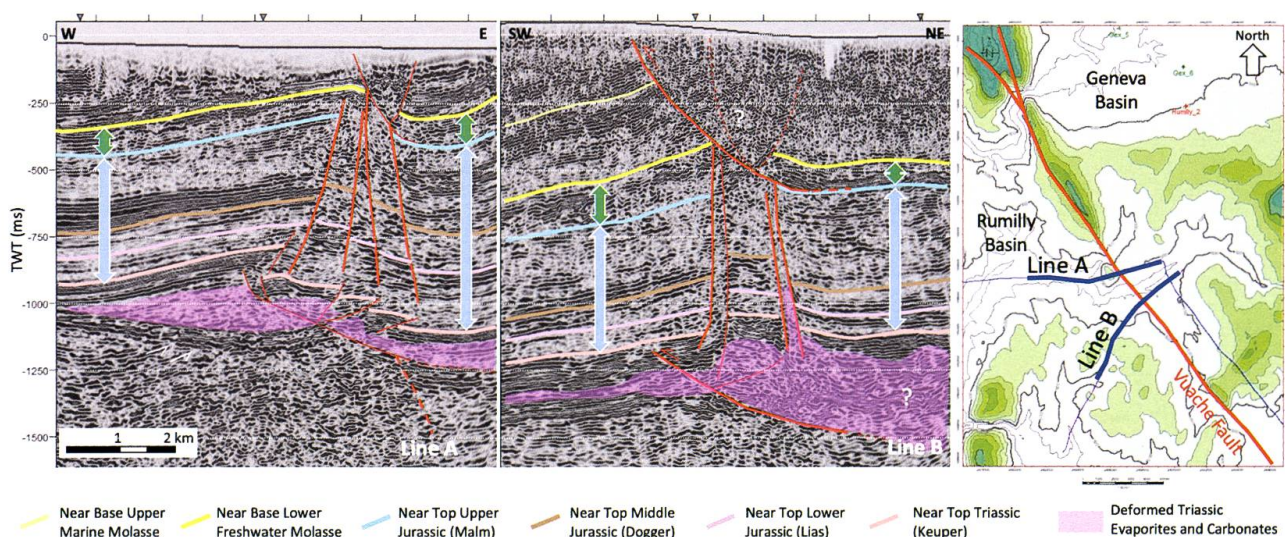 W
E
SW
NE
0
-250
-500
-750
-1000
-1250
-1500
TWT (ms)
1 2 km
Line A
?
?
Line B
Gex_5
North
Geneva
Basin
Gex_6
Humilly_2
Rumilly
Basin
Line A
Line B
Vuache Fault
Near Base Upper
Marine Molasse
Near Base Lower
Freshwater Molasse
Near Top Upper
Jurassic (Malm)
Near Top Middle
Jurassic (Dogger)
Near Top Lower
Jurassic (Lias)
Near Top Triassic
(Keuper)
Deformed Triassic
Evaporites and Carbonates